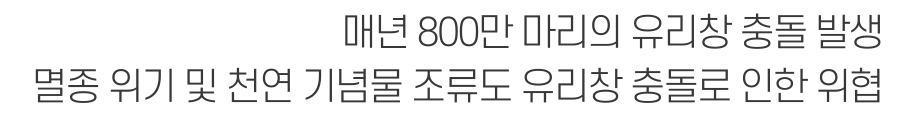 매년 800만 마리의 유리창 충돌 발생
멸종 위기 및 천연 기념물 조류도 유리창 충돌로 인한 위협